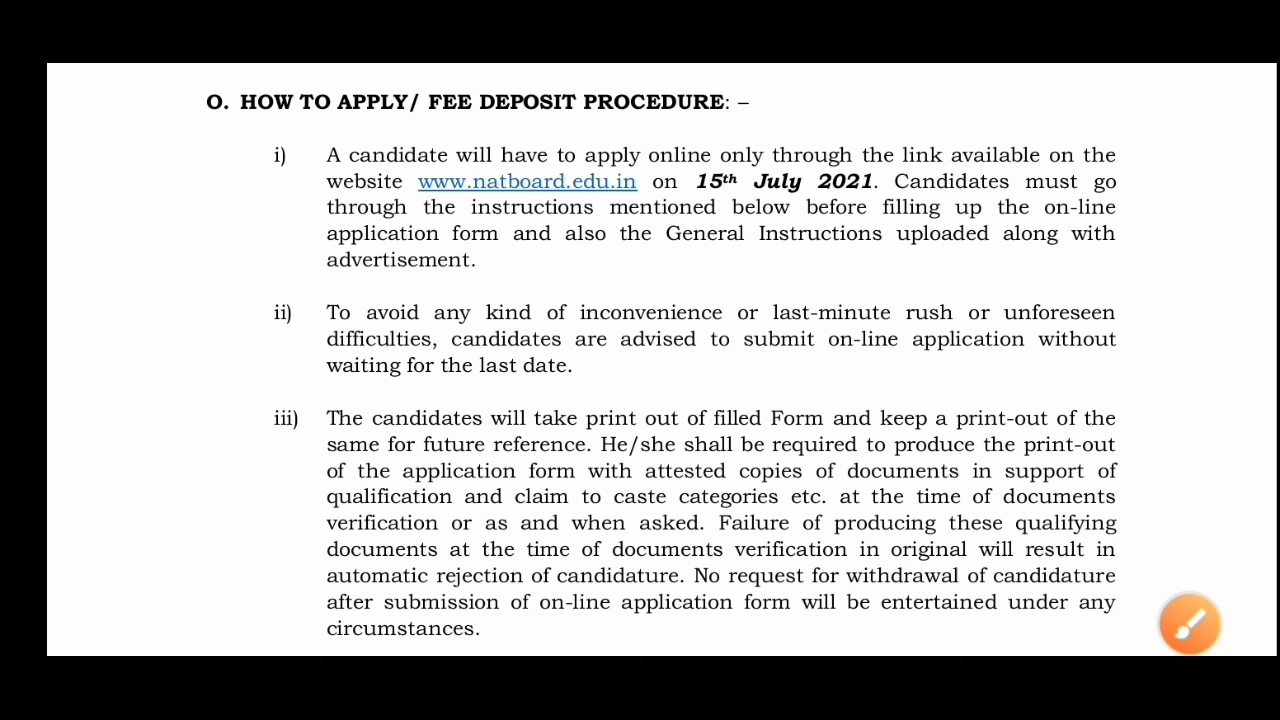 O. HOW TO APPLY/ FEE DEPOSIT PROCEDURE: –
i) A candidate will have to apply online only through the link available on the
website www.natboard.edu.in on 15th July 2021. Candidates must go
through the instructions mentioned below before filling up the on-line
application form and also the General Instructions uploaded along with
advertisement.
ii) To avoid any kind of inconvenience or last-minute rush or unforeseen
difficulties, candidates are advised to submit on-line application without
waiting for the last date.
iii) The candidates will take print out of filled Form and keep a print-out of the
same for future reference. He/she shall be required to produce the print-out
of the application form with attested copies of documents in support of
qualification and claim to caste categories etc. at the time of documents
verification or as and when asked. Failure of producing these qualifying
documents at the time of documents verification in original will result in
automatic rejection of candidature. No request for withdrawal of candidature
after submission of on-line application form will be entertained under any
circumstances.